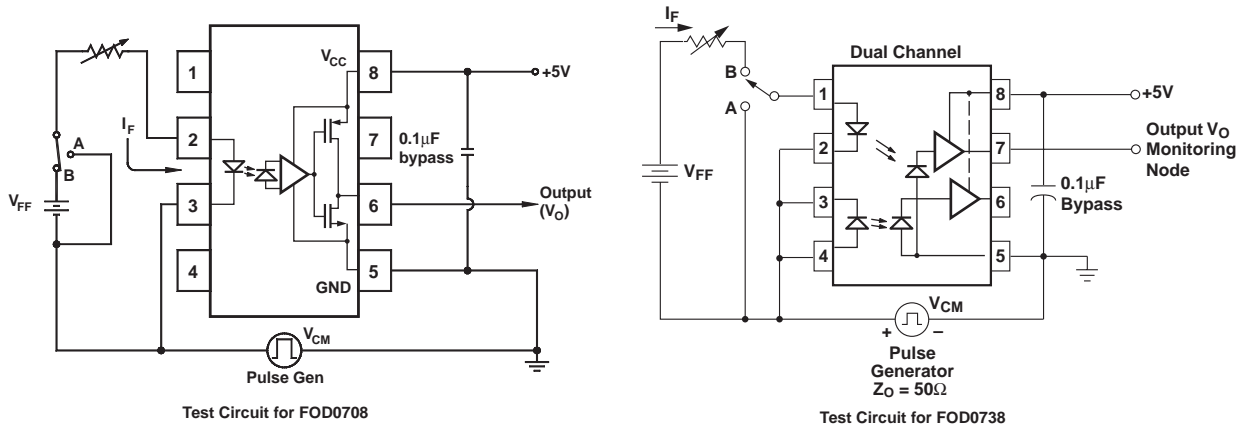 V_CC
1
2
3
4
8
7
6
5
GND
+5V
0.1μF
bypass
Output
(V_O)
I_F
A
B
V_FF
V_CM
Pulse Gen
Test Circuit for FOD0708
I_F
Dual Channel
B
A
V_FF
1
2
3
4
8
7
6
5
+5V
Output V_O
Monitoring
Node
0.1μF
Bypass
V_CM
+
–
Pulse
Generator
Z_O = 50Ω
Test Circuit for FOD0738